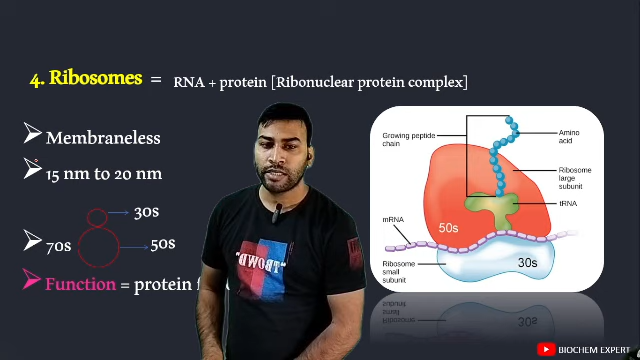 4. Ribosomes = RNA + protein [Ribonuclear protein complex]
Membraneless
15 nm to 20 nm
30s
70s
50s
Function = protein
Growing peptide
chain
Amino
acid
Ribosome
large
subunit
tRNA
mRNA
50s
Ribosome
small
subunit
30s
BIOCHEM EXPERT